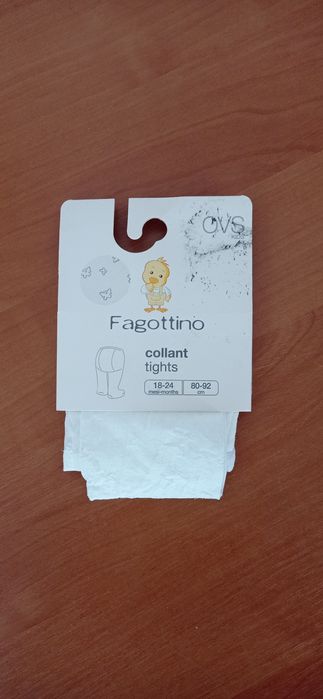 OVS
Fagottino
collant
tights
18-24 80-92
mesi-months cm